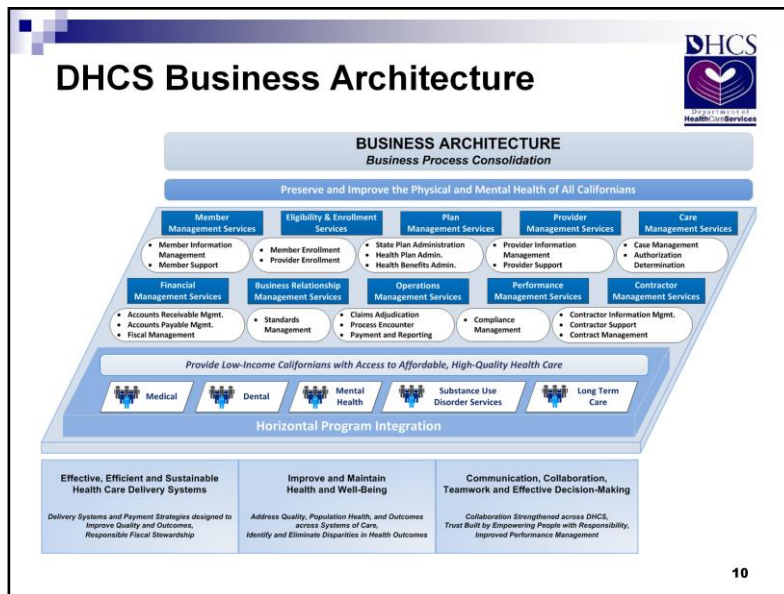 DHCS Business Architecture
DHCS
Department of
HealthCareServices
BUSINESS ARCHITECTURE
Business Process Consolidation
Preserve and Improve the Physical and Mental Health of All Californians
Member
Management Services
• Member Information
Management
• Member Support
Eligibility & Enrollment
Services
• Member Enrollment
• Provider Enrollment
Plan
Management Services
• State Plan Administration
• Health Plan Admin.
• Health Benefits Admin.
Provider
Management Services
• Provider Information
Management
• Provider Support
Care
Management Services
• Case Management
• Authorization
Determination
Financial
Management Services
• Accounts Receivable Mgmt.
• Accounts Payable Mgmt.
• Fiscal Management
Business Relationship
Management Services
• Standards
Management
Operations
Management Services
• Claims Adjudication
• Process Encounter
• Payment and Reporting
Performance
Management Services
• Compliance
Management
Contractor
Management Services
• Contractor Information Mgmt.
• Contractor Support
• Contract Management
Provide Low-Income Californians with Access to Affordable, High-Quality Health Care
Medical
Dental
Mental
Health
Substance Use
Disorder Services
Long Term
Care
Horizontal Program Integration
Effective, Efficient and Sustainable
Health Care Delivery Systems
Delivery Systems and Payment Strategies designed to
Improve Quality and Outcomes,
Responsible Fiscal Stewardship
Improve and Maintain
Health and Well-Being
Address Quality, Population Health, and Outcomes
across Systems of Care,
Identify and Eliminate Disparities in Health Outcomes
Communication, Collaboration,
Teamwork and Effective Decision-Making
Collaboration Strengthened across DHCS,
Trust Built by Empowering People with Responsibility,
Improved Performance Management
10